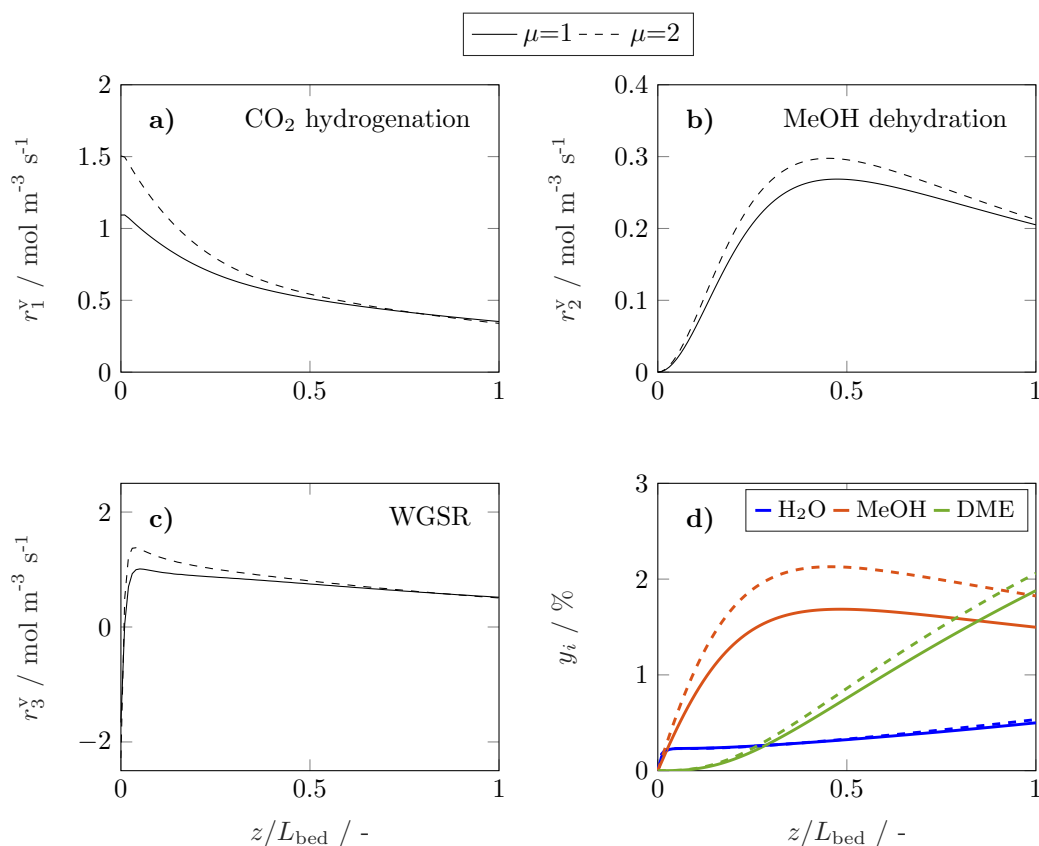 μ=1 μ=2
a) CO₂ hydrogenation
r₁ᵛ / mol m⁻³ s⁻¹
2
1.5
1
0.5
0
0 0.5 1
b) MeOH dehydration
r₂ᵛ / mol m⁻³ s⁻¹
0.4
0.3
0.2
0.1
0
0 0.5 1
c) WGSR
r₃ᵛ / mol m⁻³ s⁻¹
2
0
−2
0 0.5 1
z/L_bed / -
d) H₂O MeOH DME
y_i / %
3
2
1
0
0 0.5 1
z/L_bed / -